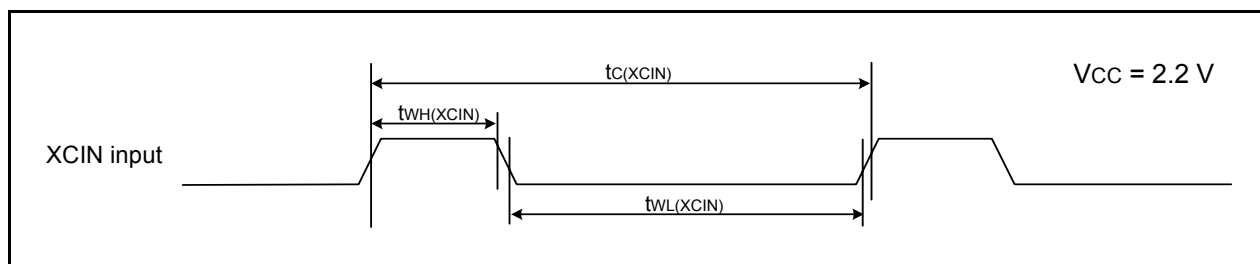 tC(XCIN)
VCC = 2.2 V
tWH(XCIN)
XCIN input
tWL(XCIN)